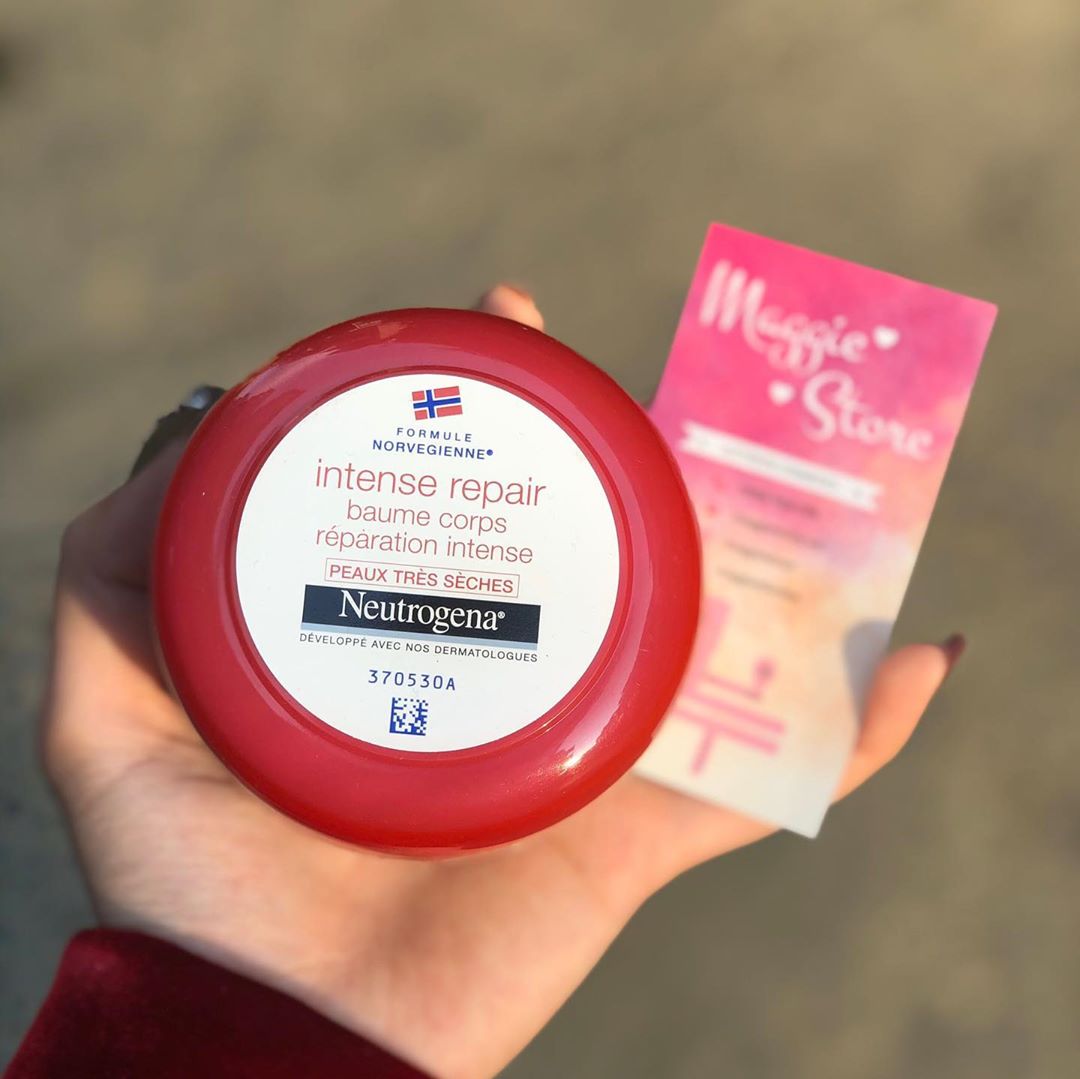 FORMULE
NORVEGIENNE®
intense repair
baume corps
réparation intense
PEAUX TRÈS SÈCHES
Neutrogena®
DÉVELOPPÉ AVEC NOS DERMATOLOGUES
370530A
Maggie
Store